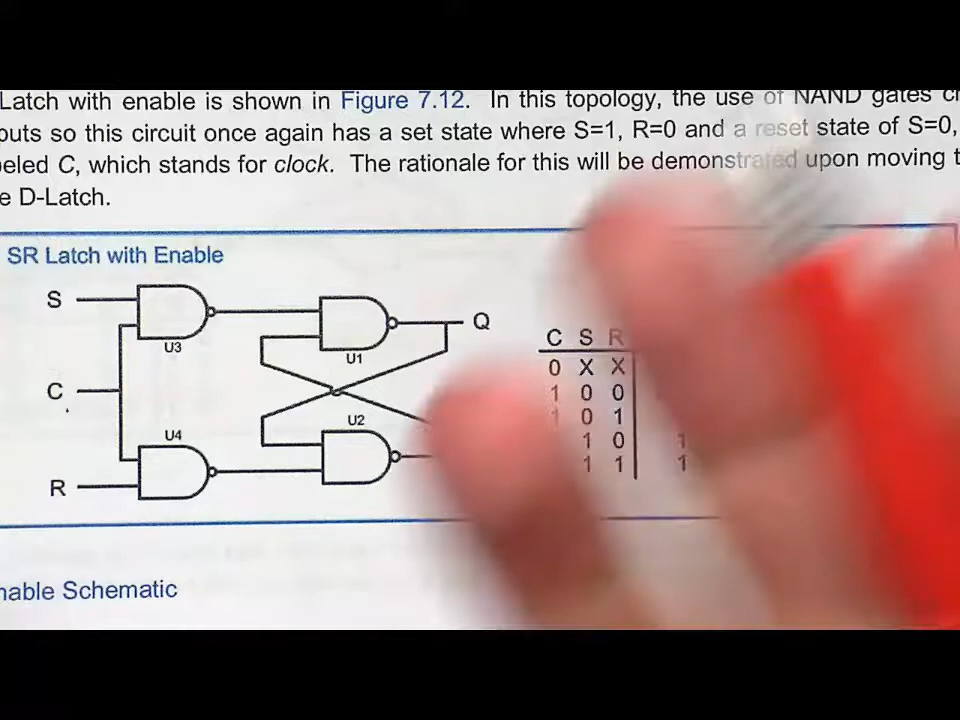 Latch with enable is shown in Figure 7.12. In this topology, the use of NAND gates
so this circuit once again has a set state where S=1, R=0 and a reset state of S=0,
C, which stands for clock. The rationale for this will be demonstrated upon moving
D-Latch.
SR Latch with Enable
S
U3
U1
Q
C
U4
U2
R
C S R
0 X X
1 0 0
1 0 1
1 0 1
1 1 1
Schematic